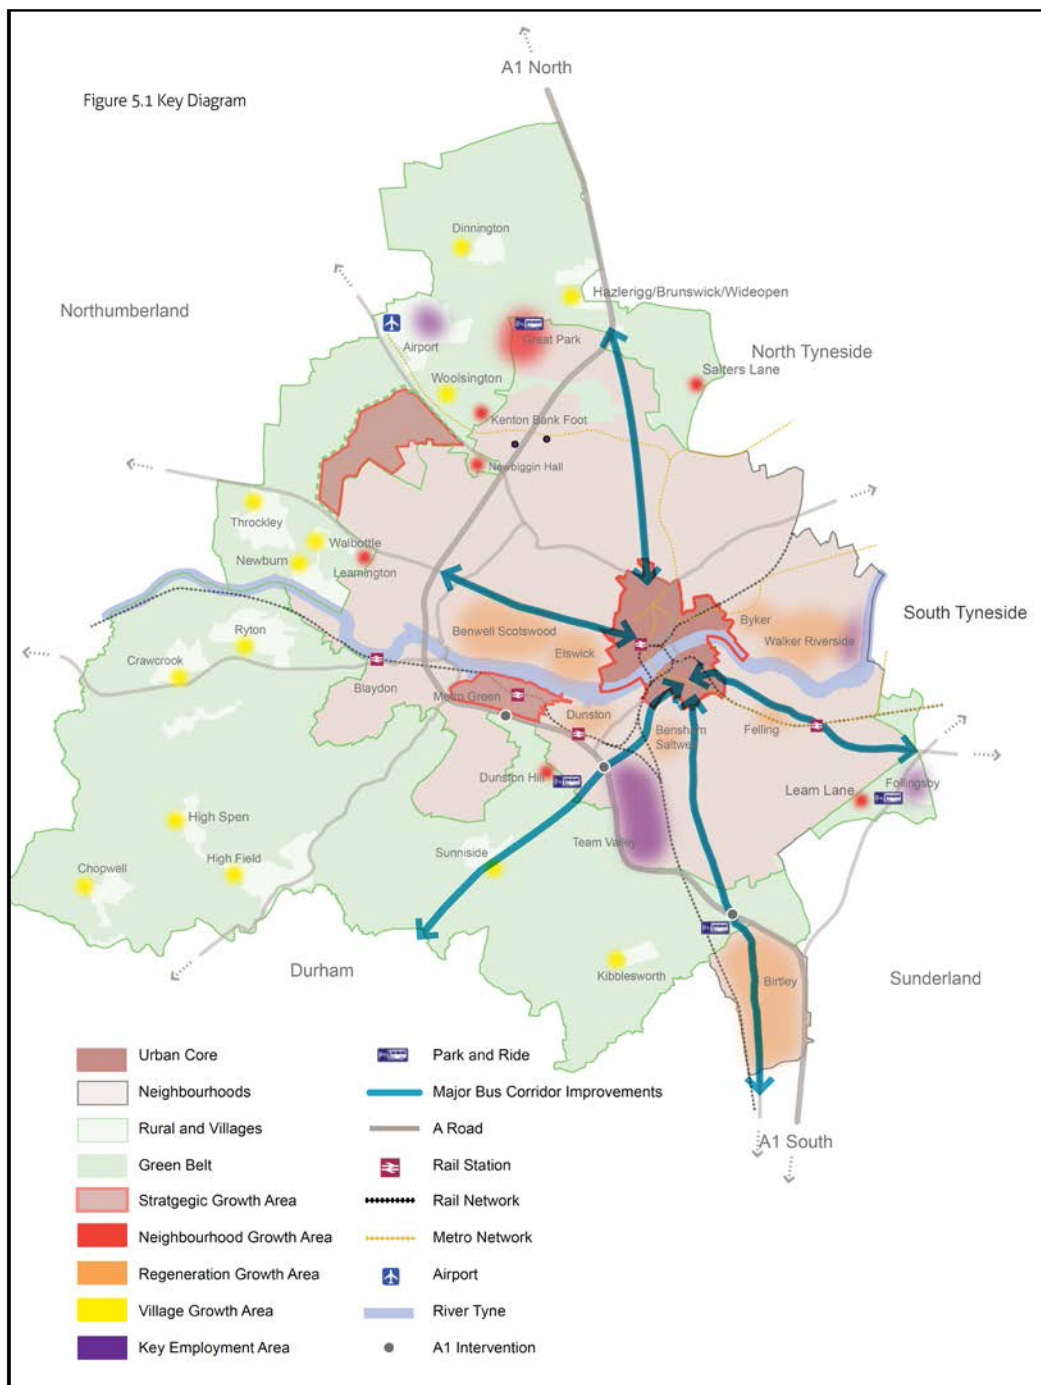 A1 North
Figure 5.1 Key Diagram
Dinnington
Northumberland
Hazlerigg/Brunswick/Wideopen
Airport
Great Park
North Tyneside
Salters Lane
Woolsington
Kenton Bank Foot
Newbiggin Hall
Throckley
Walbottle
Newburn
Leamington
South Tyneside
Byker
Benwell Scotswood
Walker Riverside
Elswick
Ryton
Crawcrook
Blaydon
Metro Green
Dunston
Bensham
Saltwell
Felling
Dunston Hill
Leam Lane
Follingsby
High Spen
Team Valley
Sunniside
High Field
Chopwell
Durham
Kibblesworth
Birtley
Sunderland
Urban Core
Neighbourhoods
Rural and Villages
Green Belt
Stratgegic Growth Area
Neighbourhood Growth Area
Regeneration Growth Area
Village Growth Area
Key Employment Area
Park and Ride
Major Bus Corridor Improvements
A Road
Rail Station
Rail Network
Metro Network
Airport
River Tyne
A1 Intervention
A1 South